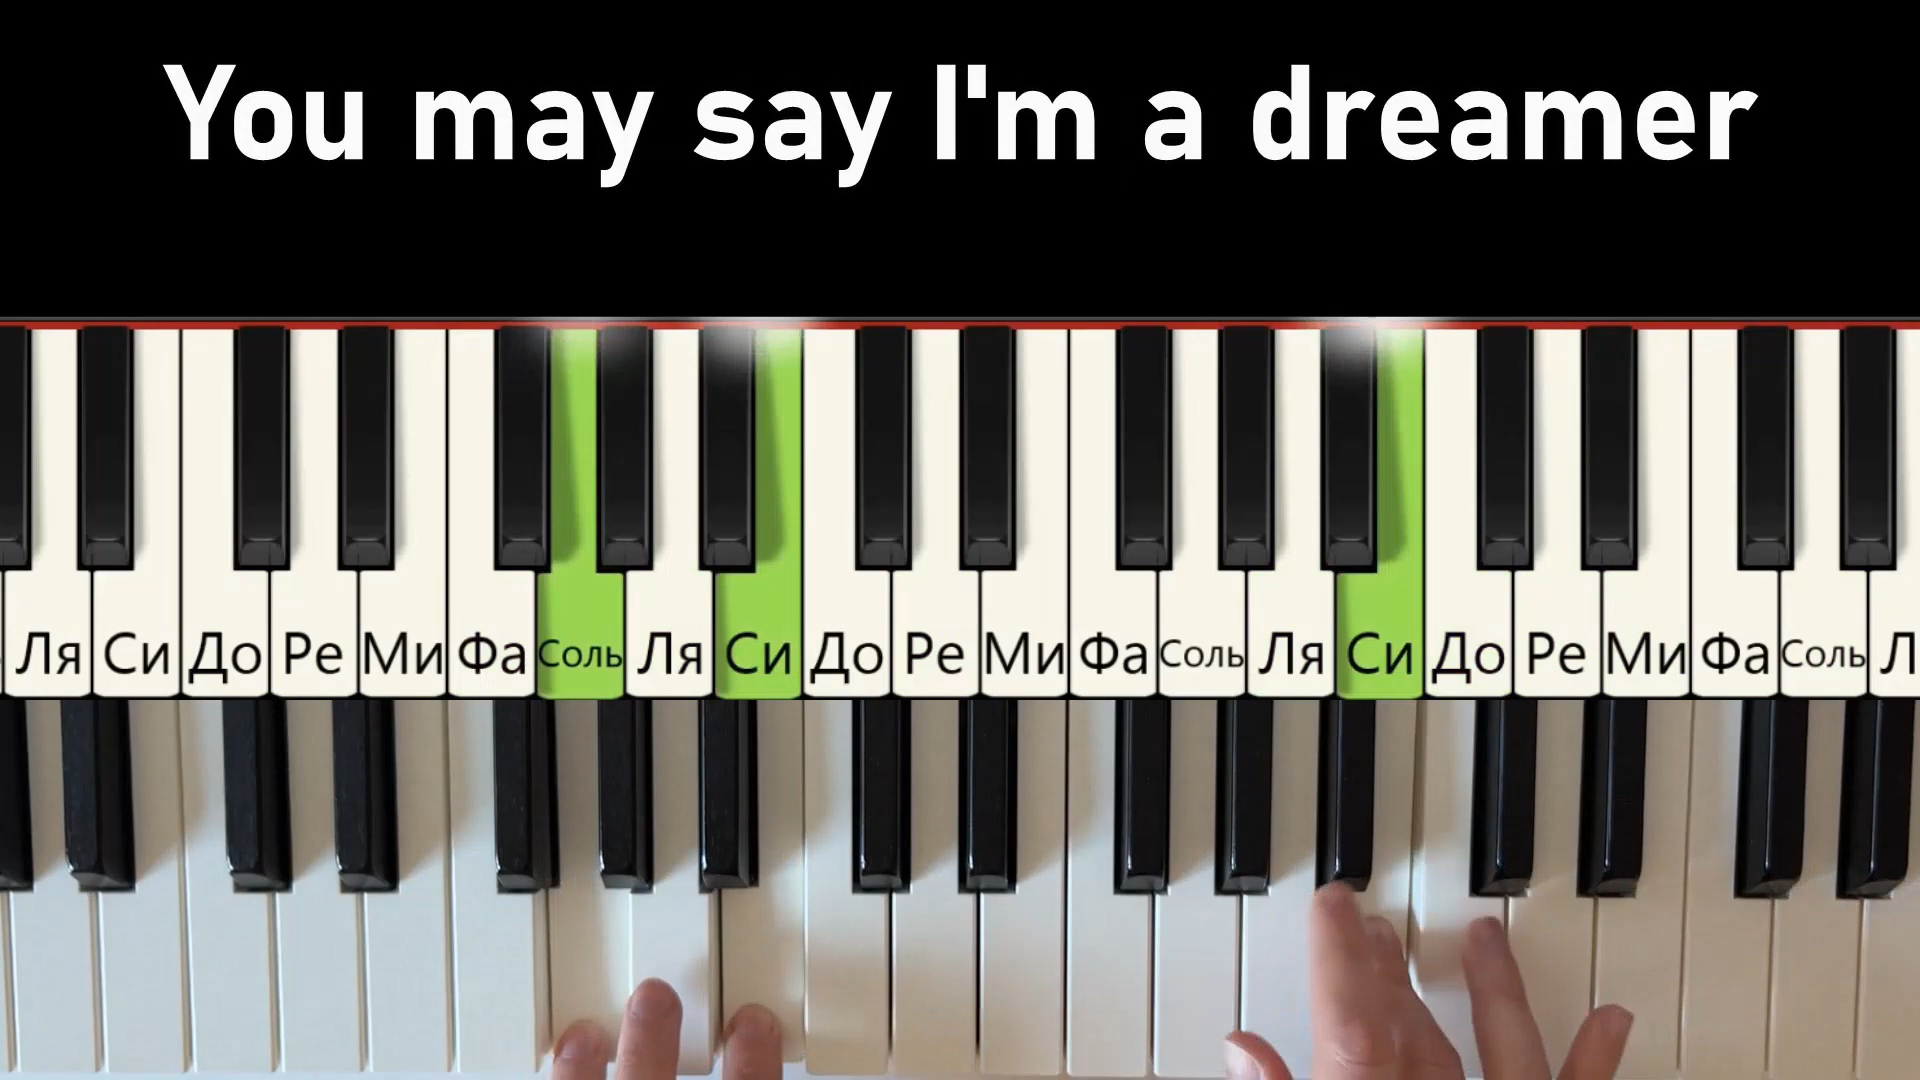 You may say I'm a dreamer
Ля Си До Ре Ми Фа Соль Ля Си До Ре Ми Фа Соль Ля Си До Ре Ми Фа Соль